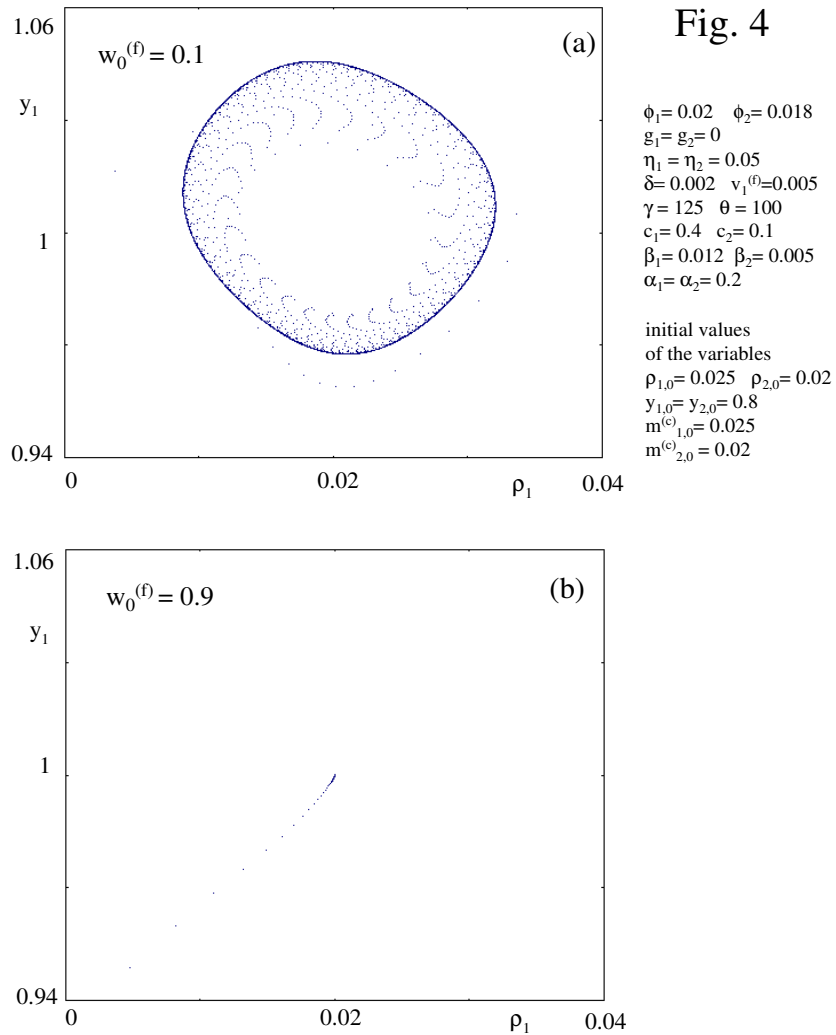 Fig. 4
1.06
w₀⁽ᶠ⁾ = 0.1
(a)
y₁
1
0.94
0
0.02
ρ₁
0.04
ϕ₁= 0.02 ϕ₂= 0.018
g₁= g₂= 0
η₁ = η₂ = 0.05
δ= 0.002 v₁⁽ᶠ⁾=0.005
γ = 125 θ = 100
c₁= 0.4 c₂= 0.1
β₁= 0.012 β₂= 0.005
α₁= α₂= 0.2
initial values
of the variables
ρ₁,₀= 0.025 ρ₂,₀= 0.02
y₁,₀= y₂,₀= 0.8
m⁽ᶜ⁾₁,₀= 0.025
m⁽ᶜ⁾₂,₀ = 0.02
1.06
w₀⁽ᶠ⁾ = 0.9
(b)
y₁
1
0.94
0
0.02
ρ₁
0.04